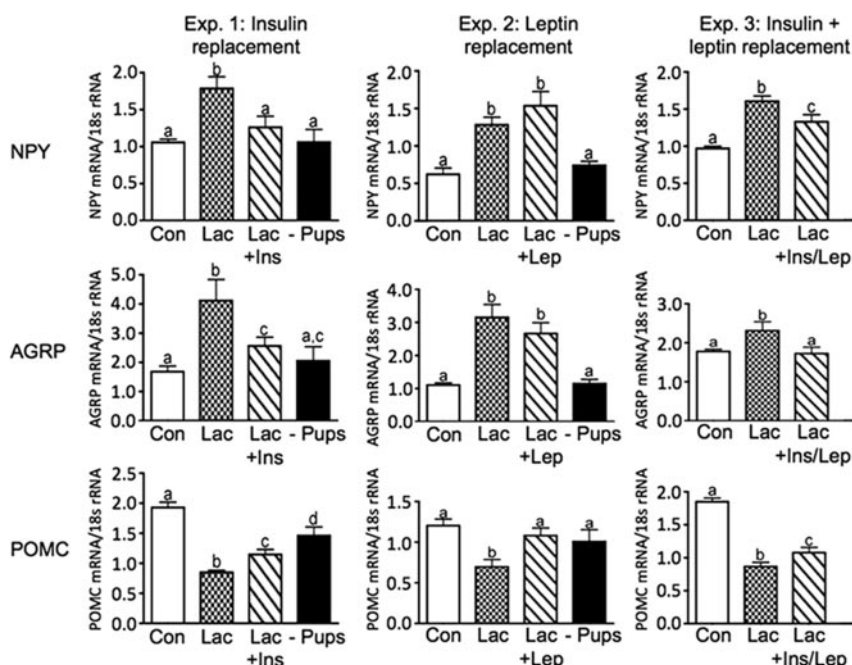 Exp. 1: Insulin replacement
Exp. 2: Leptin replacement
Exp. 3: Insulin + leptin replacement
NPY
NPY mRNA/18s rRNA
2.0
1.5
1.0
0.5
0.0
a
b
a
a
Con Lac Lac - Pups
+Ins
NPY mRNA/18s rRNA
2.0
1.5
1.0
0.5
0.0
a
b
b
a
Con Lac Lac - Pups
+Lep
NPY mRNA/18s rRNA
2.0
1.5
1.0
0.5
0.0
a
b
c
Con Lac Lac
+Ins/Lep
AGRP
AGRP mRNA/18s rRNA
5.0
4.0
3.0
2.0
1.0
0.0
a
b
c
a,c
Con Lac Lac - Pups
+Ins
AGRP mRNA/18s rRNA
4.0
3.0
2.0
1.0
0.0
a
b
b
a
Con Lac Lac - Pups
+Lep
AGRP mRNA/18s rRNA
3.0
2.0
1.0
0.0
a
b
a
Con Lac Lac
+Ins/Lep
POMC
POMC mRNA/18s rRNA
2.5
2.0
1.5
1.0
0.5
0.0
a
b
c
d
Con Lac Lac - Pups
+Ins
POMC mRNA/18s rRNA
1.5
1.0
0.5
0.0
a
b
a
a
Con Lac Lac - Pups
+Lep
POMC mRNA/18s rRNA
2.0
1.5
1.0
0.5
0.0
a
b
c
Con Lac Lac
+Ins/Lep